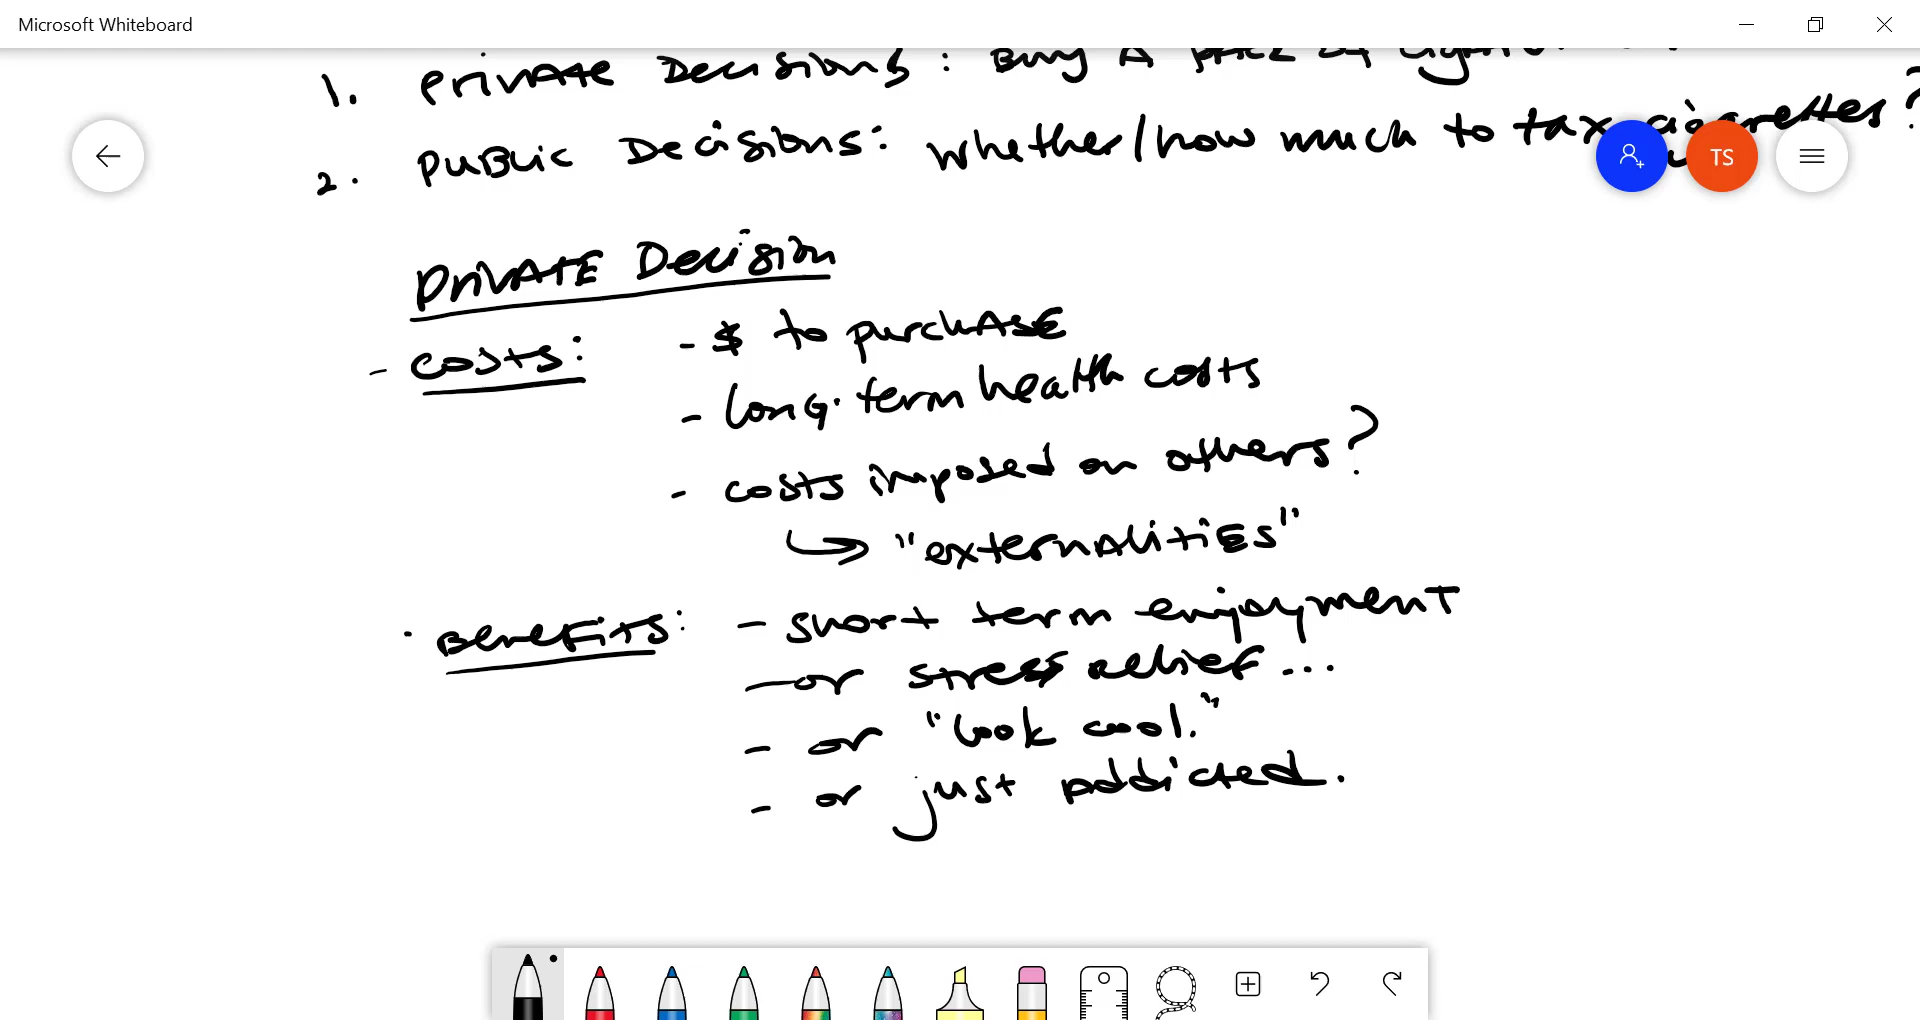 Microsoft Whiteboard
1. Private Decisions: Buy A pack of
2. Public Decisions: whether/how much to tax cigarettes?
TS
Private Decision
- costs: - $ to purchase
- long-term health costs
- costs imposed on others?
↳ "externalities"
· Benefits: - short term enjoyment
- or stress relief...
- or "look cool."
- or just addicted.